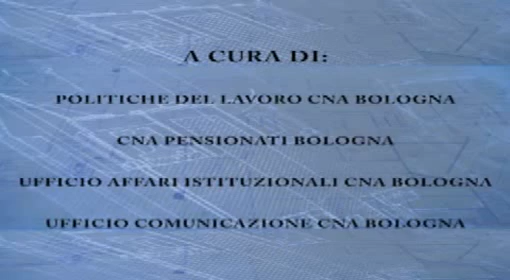 A CURA DI:
POLITICHE DEL LAVORO CNA BOLOGNA
CNA PENSIONATI BOLOGNA
UFFICIO AFFARI ISTITUZIONALI CNA BOLOGNA
UFFICIO COMUNICAZIONE CNA BOLOGNA